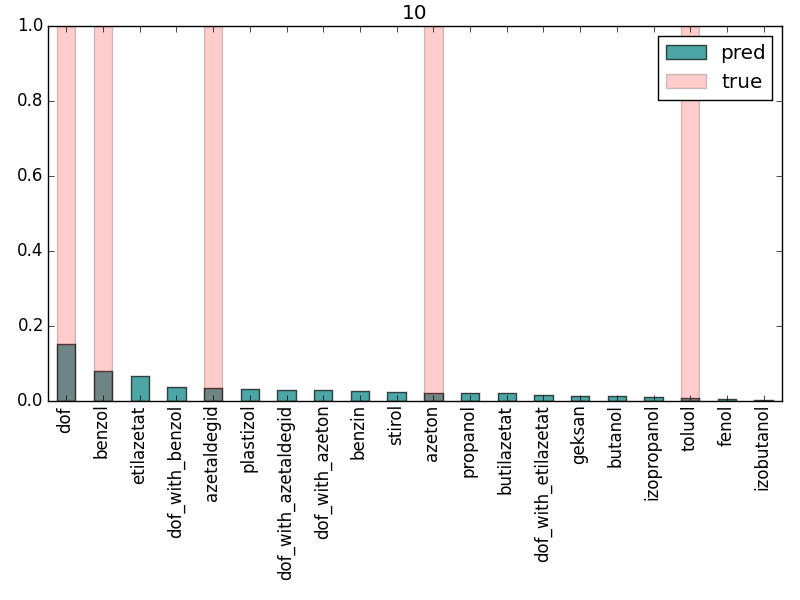 10
1.0
0.8
0.6
0.4
0.2
0.0
pred
true
dof
benzol
etilazetat
dof_with_benzol
azetaldegid
plastizol
dof_with_azetaldegid
dof_with_azeton
benzin
stirol
azeton
propanol
butilazetat
dof_with_etilazetat
geksan
butanol
izopropanol
toluol
fenol
izobutanol